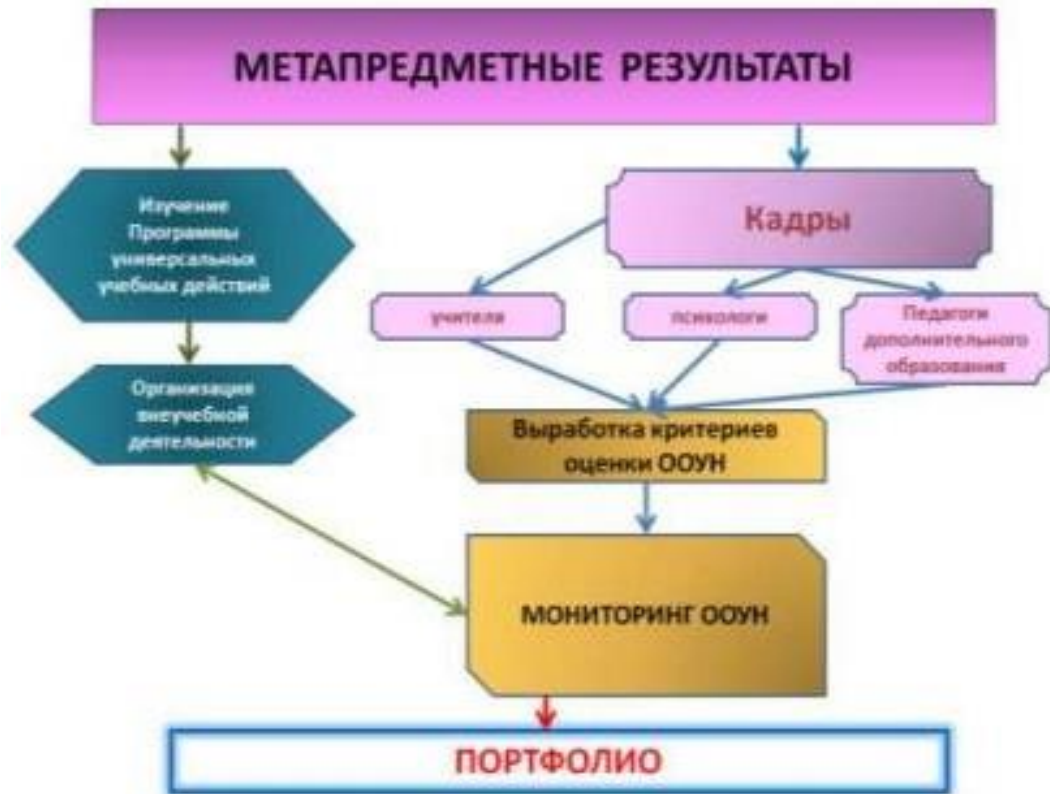 МЕТАПРЕДМЕТНЫЕ РЕЗУЛЬТАТЫ
Изучение
Программы
универсальных
учебных действий
Кадры
учителя
психологи
Педагоги
дополнительного
образования
Организация
внеучебной
деятельности
Выработка критериев
оценки ООУН
МОНИТОРИНГ ООУН
ПОРТФОЛИО